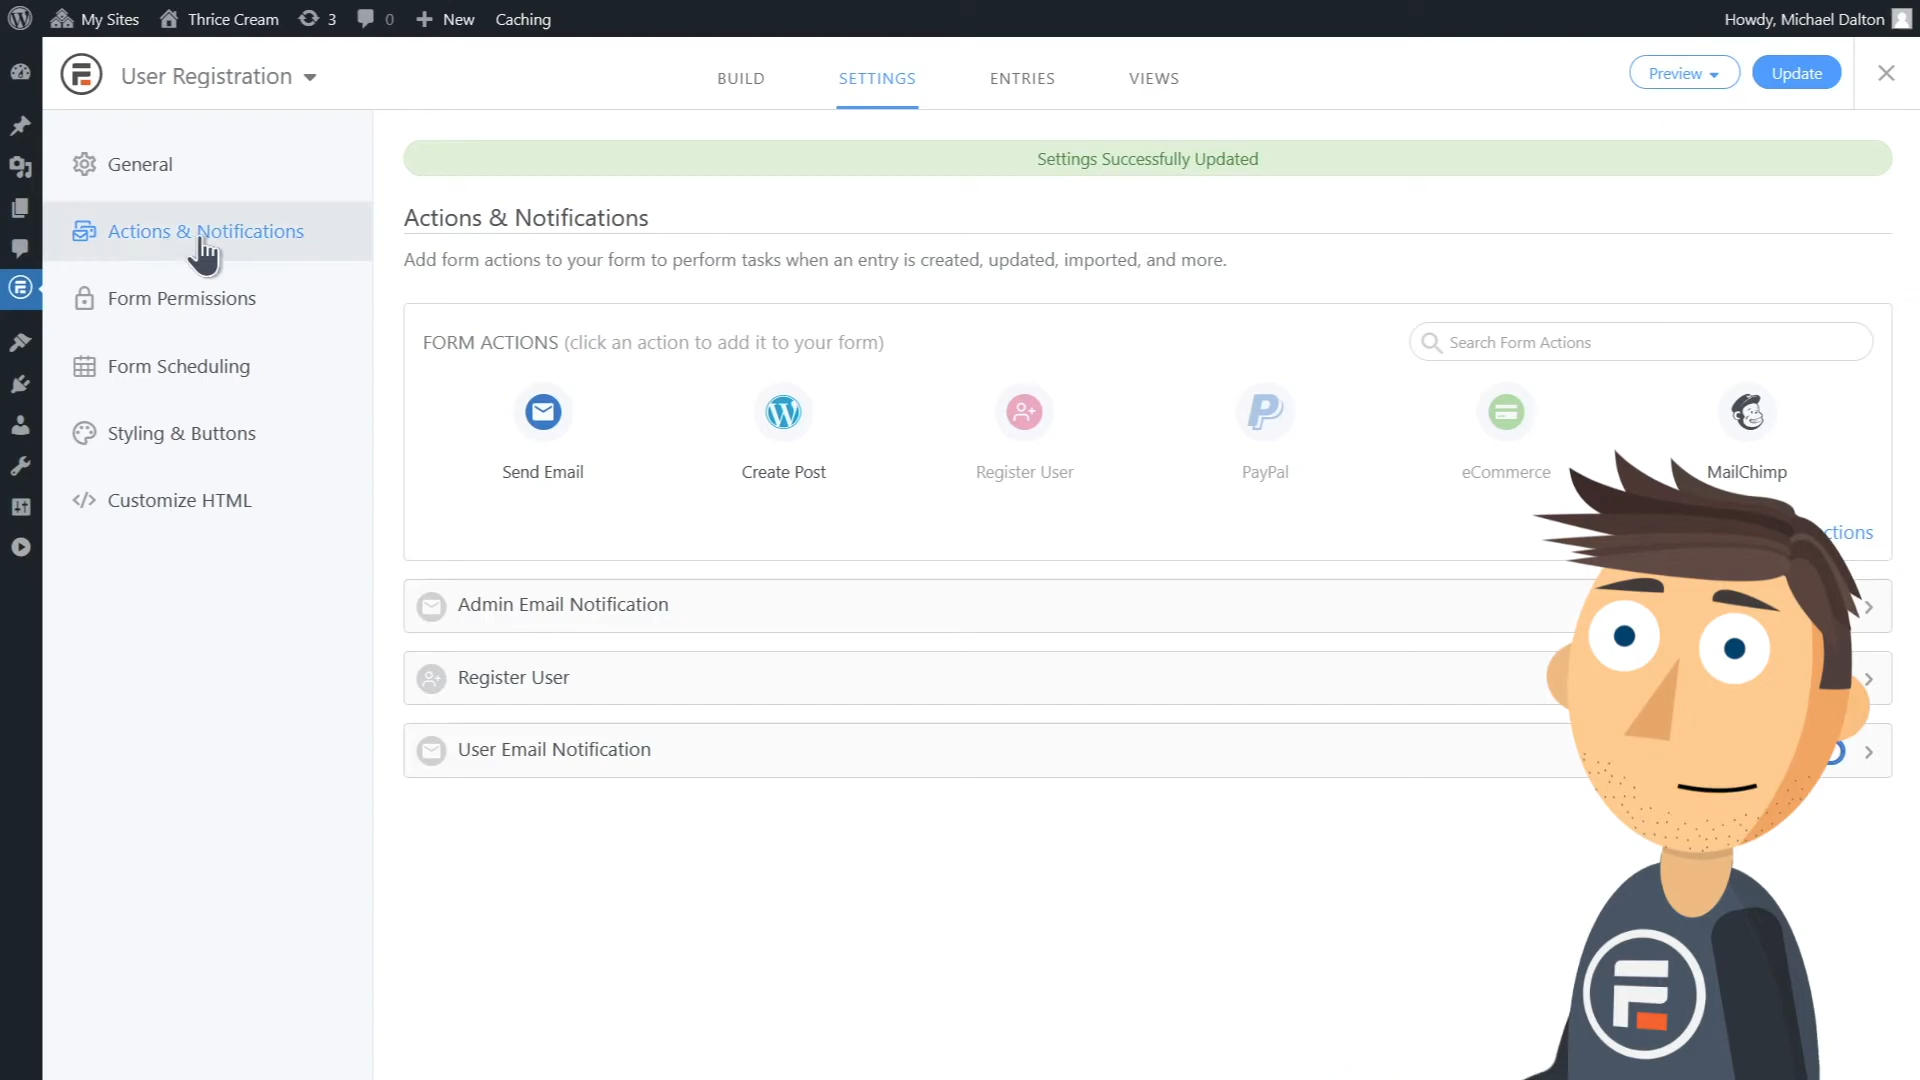 My Sites Thrice Cream 3 0 New Caching Howdy, Michael Dalton
User Registration BUILD SETTINGS ENTRIES VIEWS Preview Update
General
Actions & Notifications
Form Permissions
Form Scheduling
Styling & Buttons
Customize HTML
Settings Successfully Updated
Actions & Notifications
Add form actions to your form to perform tasks when an entry is created, updated, imported, and more.
FORM ACTIONS (click an action to add it to your form) Search Form Actions
Send Email Create Post Register User PayPal eCommerce MailChimp
Admin Email Notification
Register User
User Email Notification